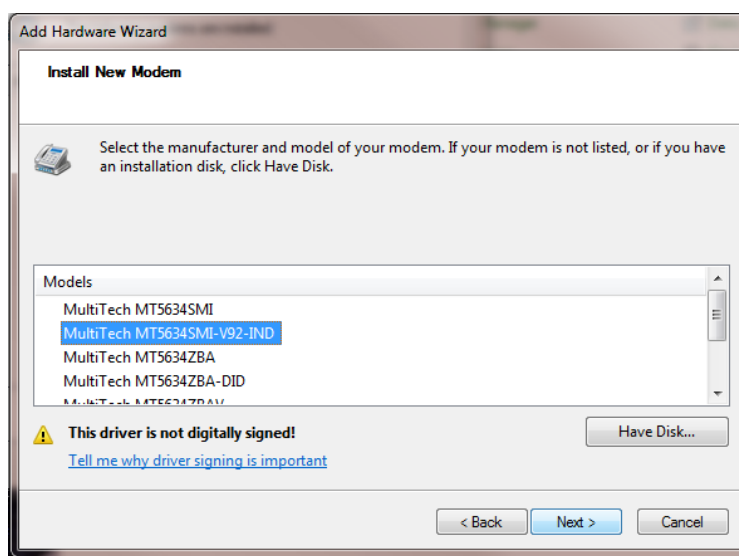 Add Hardware Wizard
Install New Modem
Select the manufacturer and model of your modem. If your modem is not listed, or if you have
an installation disk, click Have Disk.
Models
MultiTech MT5634SMI
MultiTech MT5634SMI-V92-IND
MultiTech MT5634ZBA
MultiTech MT5634ZBA-DID
MultiTech MT5634ZBAV
This driver is not digitally signed!
Have Disk...
Tell me why driver signing is important
< Back
Next >
Cancel